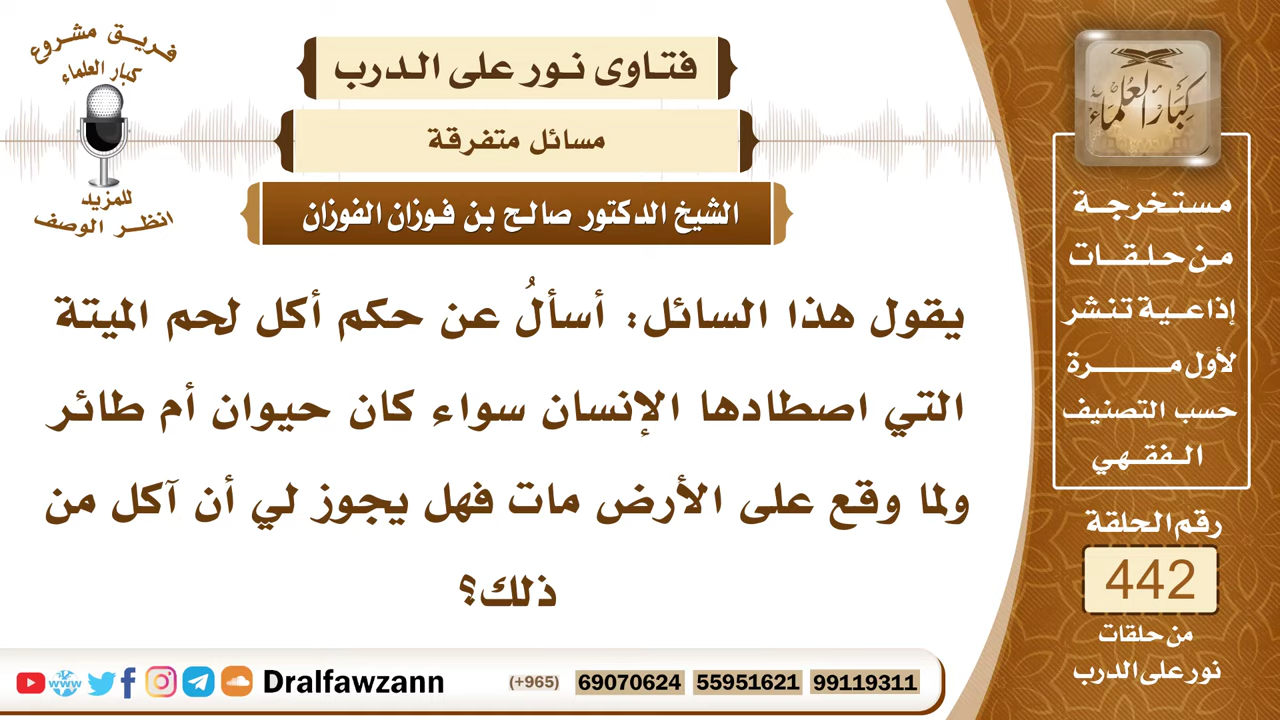 فريق مشروع
كبار العلماء
للمزيد
انظر الوصف
فتاوى نور على الدرب
مسائل متفرقة
الشيخ الدكتور صالح بن فوزان الفوزان
يقول هذا السائل: أسألُ عن حكم أكل لحم الميتة
التي اصطادها الإنسان سواء كان حيوان أم طائر
ولما وقع على الأرض مات فهل يجوز لي أن آكل من
ذلك؟
كبار العلماء
مستخرجة
من حلقات
إذاعية تنشر
لأول مرة
حسب التصنيف
الفقهي
رقم الحلقة
442
من حلقات
نور على الدرب
www Dralfawzann (+965) 69070624 55951621 99119311